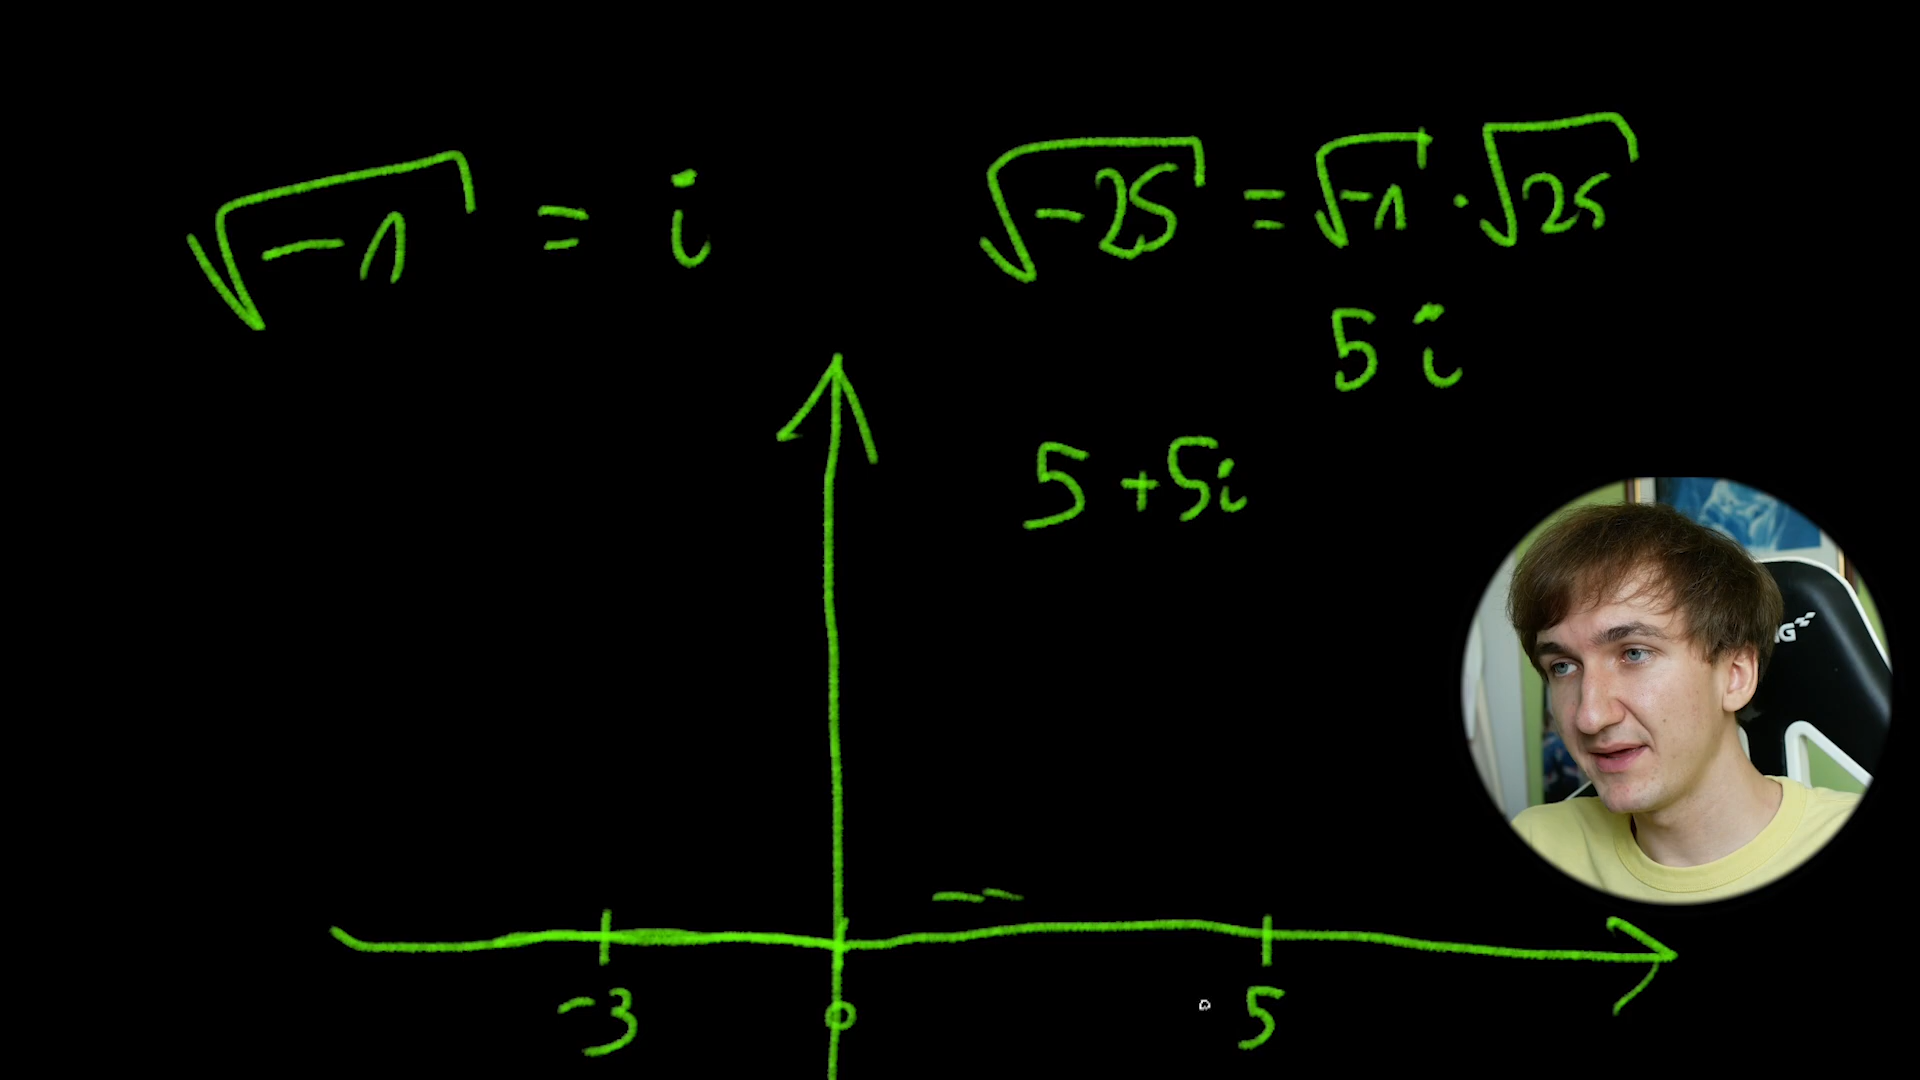 √-1 = i
√-25 = √-1 · √25
5i
5 + 5i
-3 0 5